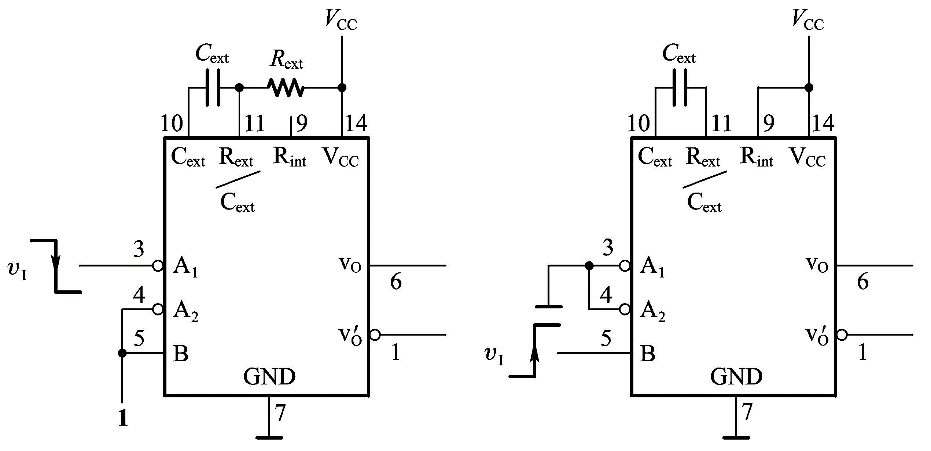 V_CC V_CC
C_ext R_ext C_ext
10 11 9 14 10 11 9 14
C_ext R_ext R_int V_CC C_ext R_ext R_int V_CC
C_ext C_ext
3 A_1 v_O 3 A_1 v_O
v_I 6 6
4 A_2 4 A_2
5 B v′_O 1 v_I 5 B v′_O 1
GND GND
1 7 7